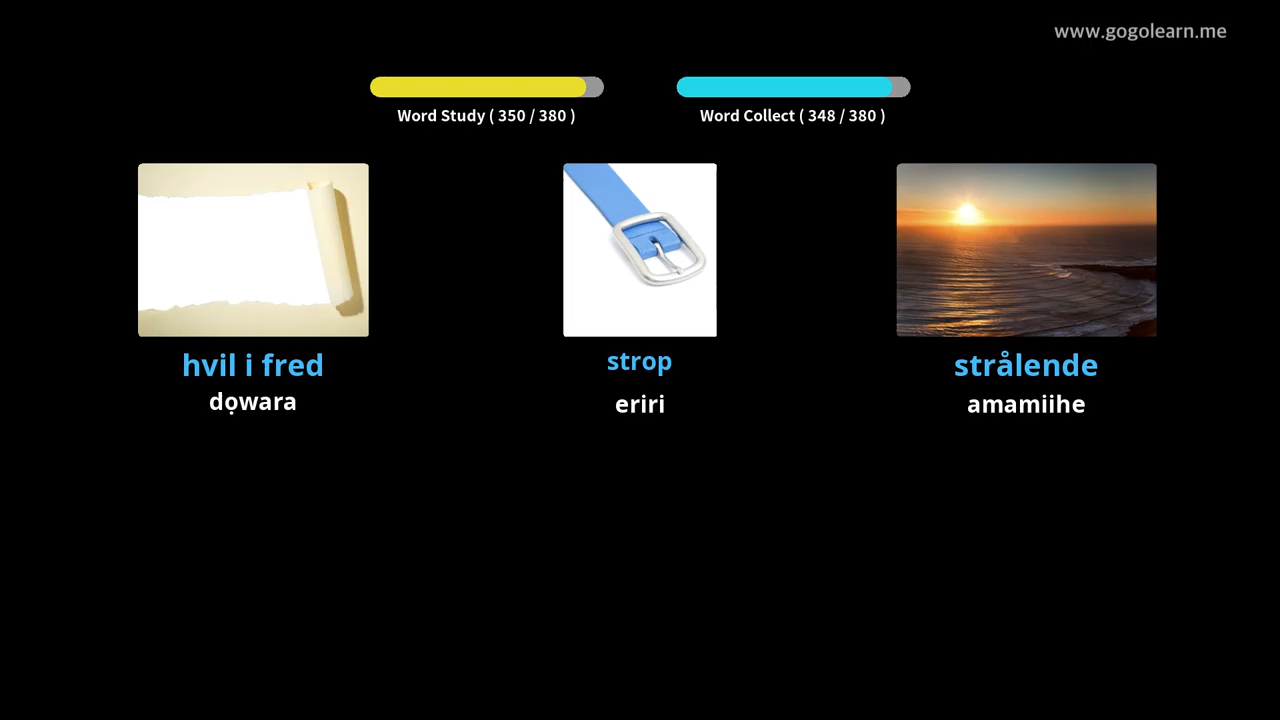 www.gogolearn.me
Word Study ( 350 / 380 )
Word Collect ( 348 / 380 )
hvil i fred
dọwara
strop
eriri
strålende
amamiihe